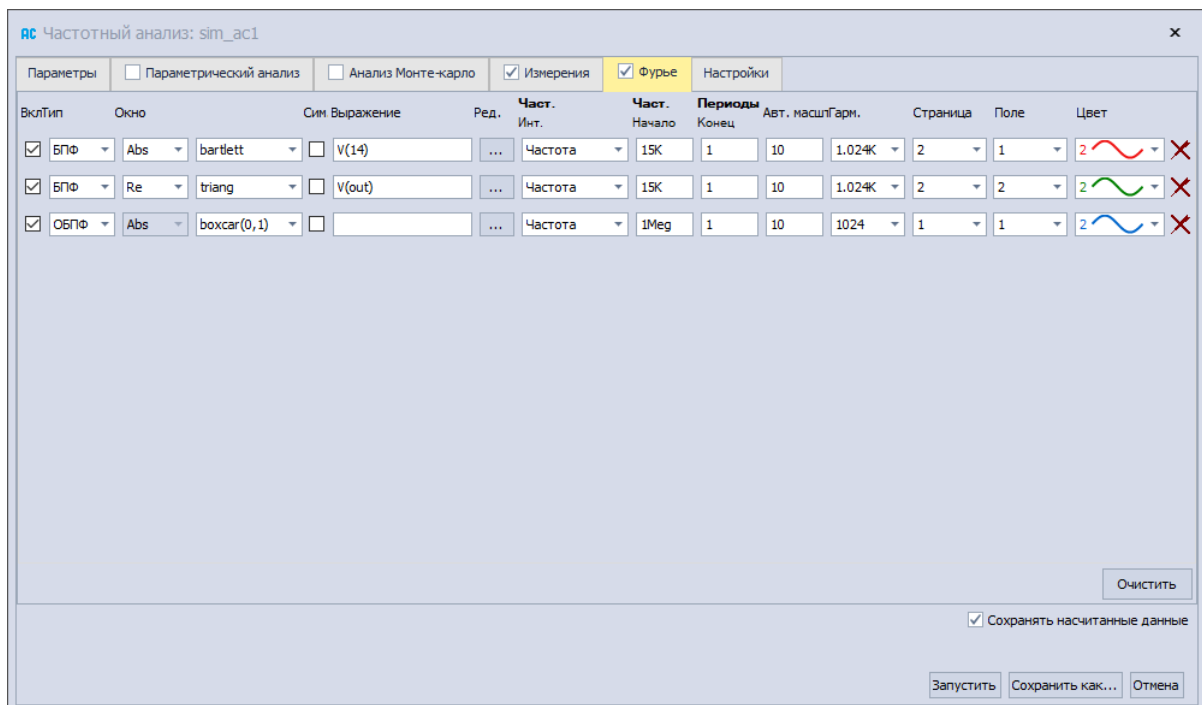 AC Частотный анализ: sim_ac1
Параметры Параметрический анализ Анализ Монте-карло Измерения Фурье Настройки
ВклТип Окно Сим Выражение Ред. Част. Част. Периоды Авт. масш Гарм. Страница Поле Цвет
Инт. Начало Конец
БПФ Abs bartlett V(14) ... Частота 15K 1 10 1.024K 2 1 2
БПФ Re triang V(out) ... Частота 15K 1 10 1.024K 2 2 2
ОБПФ Abs boxcar(0,1) ... Частота 1Meg 1 10 1024 1 1 2
Очистить
Сохранять насчитанные данные
Запустить Сохранить как... Отмена